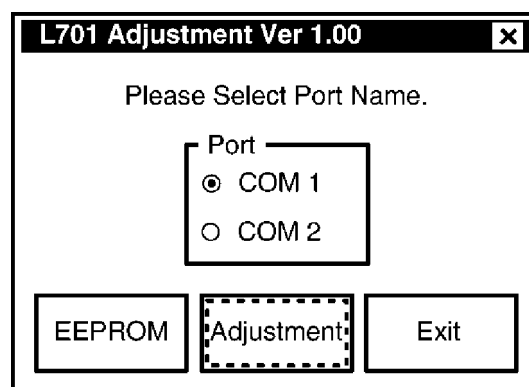 L701 Adjustment Ver 1.00
Please Select Port Name.
Port
COM 1
COM 2
EEPROM Adjustment Exit